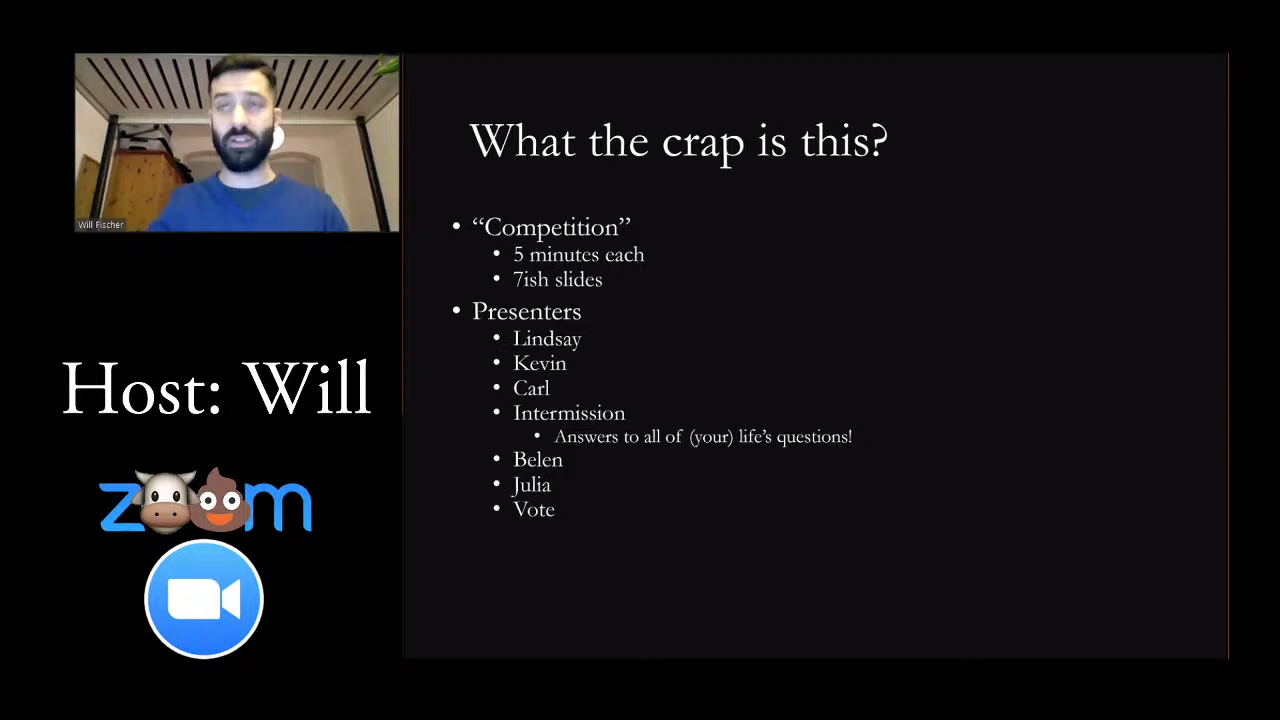 Will Fischer
Host: Will
zoom
What the crap is this?
• “Competition”
• 5 minutes each
• 7ish slides
• Presenters
• Lindsay
• Kevin
• Carl
• Intermission
• Answers to all of (your) life’s questions!
• Belen
• Julia
• Vote